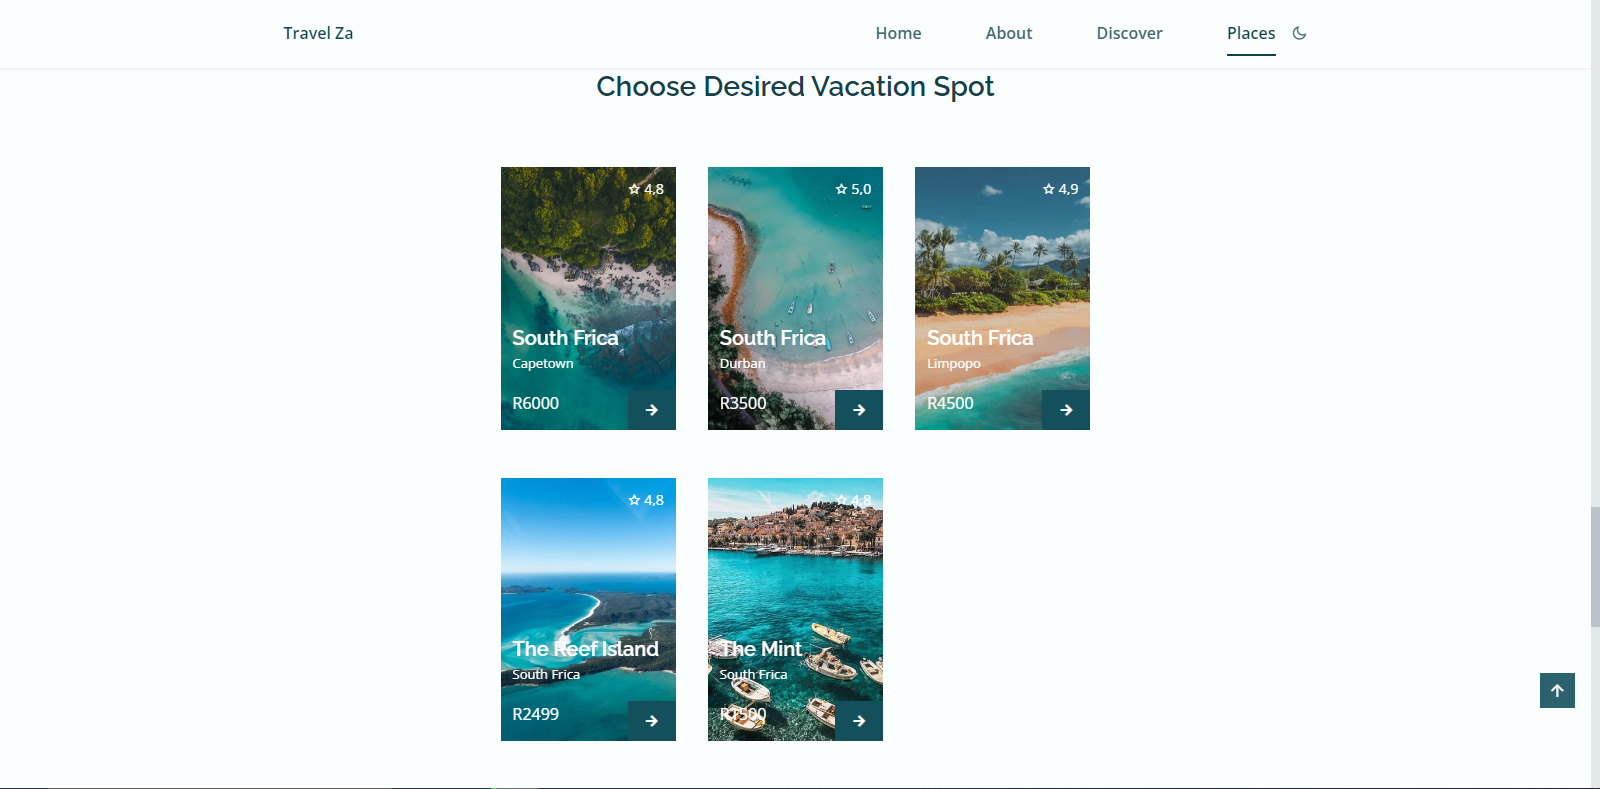 Travel Za
Home About Discover Places
Choose Desired Vacation Spot
4,8
South Frica
Capetown
R6000
5,0
South Frica
Durban
R3500
4,9
South Frica
Limpopo
R4500
4,8
The Reef Island
South Frica
R2499
4,8
The Mint
South Frica
R1500